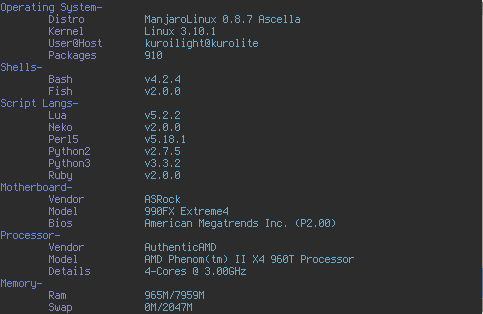 Operating System-
Distro ManjaroLinux 0.8.7 Ascella
Kernel Linux 3.10.1
User@Host kuroilight@kurolite
Packages 910
Shells-
Bash v4.2.4
Fish v2.0.0
Script Langs-
Lua v5.2.2
Neko v2.0.0
Perl5 v5.18.1
Python2 v2.7.5
Python3 v3.3.2
Ruby v2.0.0
Motherboard-
Vendor ASRock
Model 990FX Extreme4
Bios American Megatrends Inc. (P2.00)
Processor-
Vendor AuthenticAMD
Model AMD Phenom(tm) II X4 960T Processor
Details 4-Cores @ 3.00GHz
Memory-
Ram 965M/7959M
Swap 0M/2047M